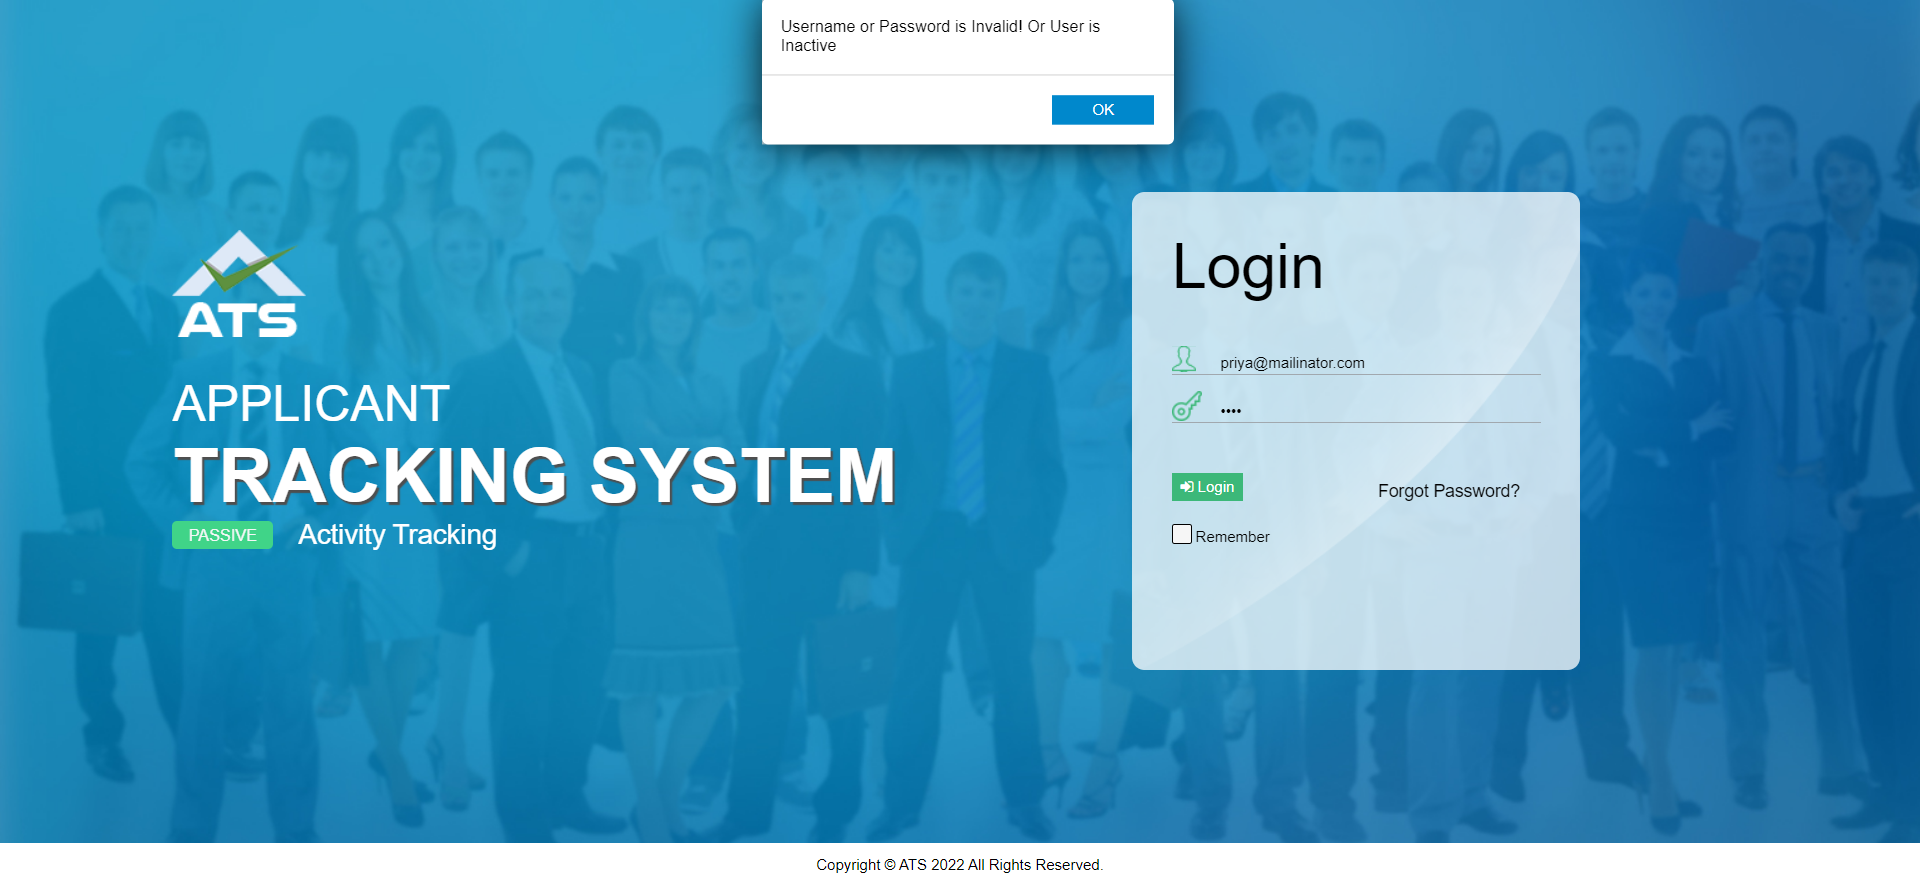 Username or Password is Invalid! Or User is
Inactive
OK
ATS
APPLICANT
TRACKING SYSTEM
PASSIVE Activity Tracking
Login
priya@mailinator.com
••••
Login
Forgot Password?
Remember
Copyright © ATS 2022 All Rights Reserved.